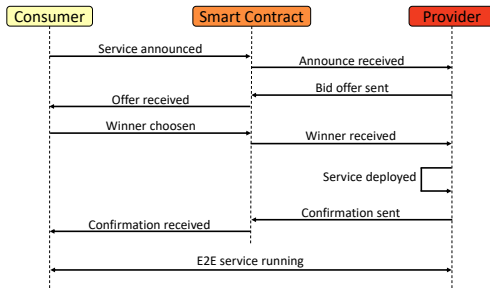 Consumer
Smart Contract
Provider
Service announced
Announce received
Bid offer sent
Offer received
Winner choosen
Winner received
Service deployed
Confirmation sent
Confirmation received
E2E service running